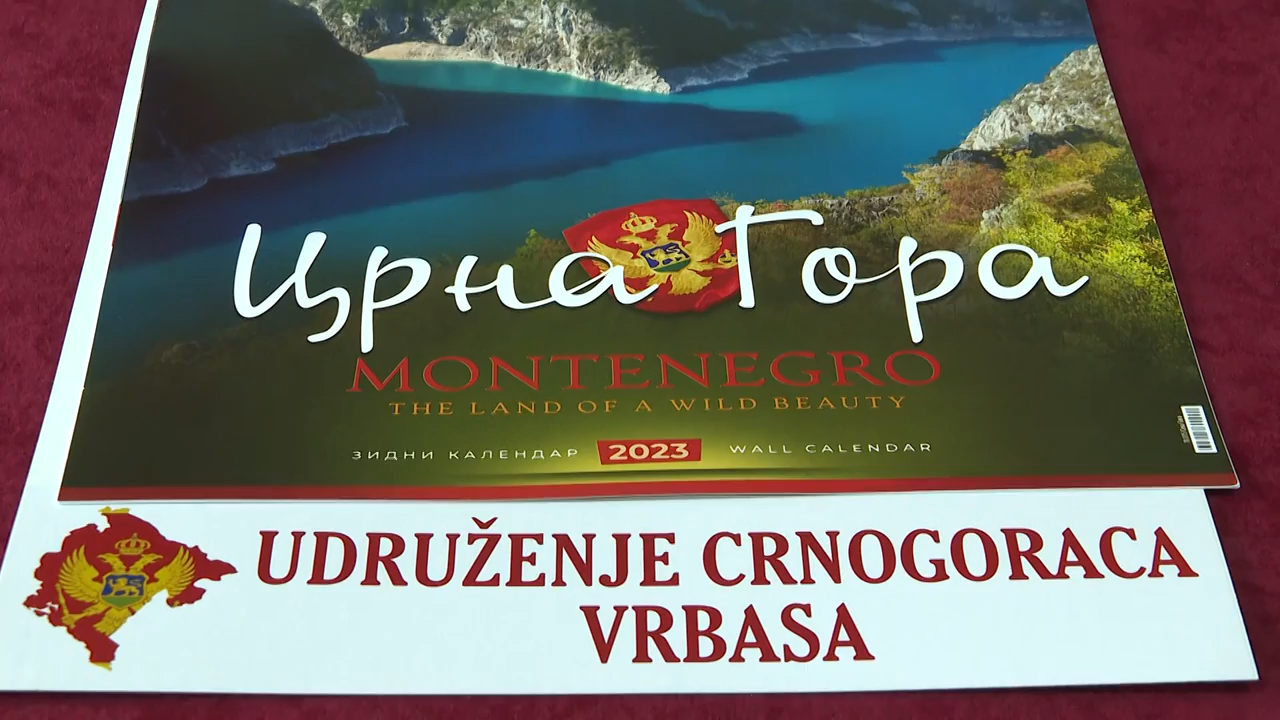 Црна Гора
MONTENEGRO
THE LAND OF A WILD BEAUTY
ЗИДНИ КАЛЕНДАР 2023 WALL CALENDAR
UDRUŽENJE CRNOGORACA
VRBASA